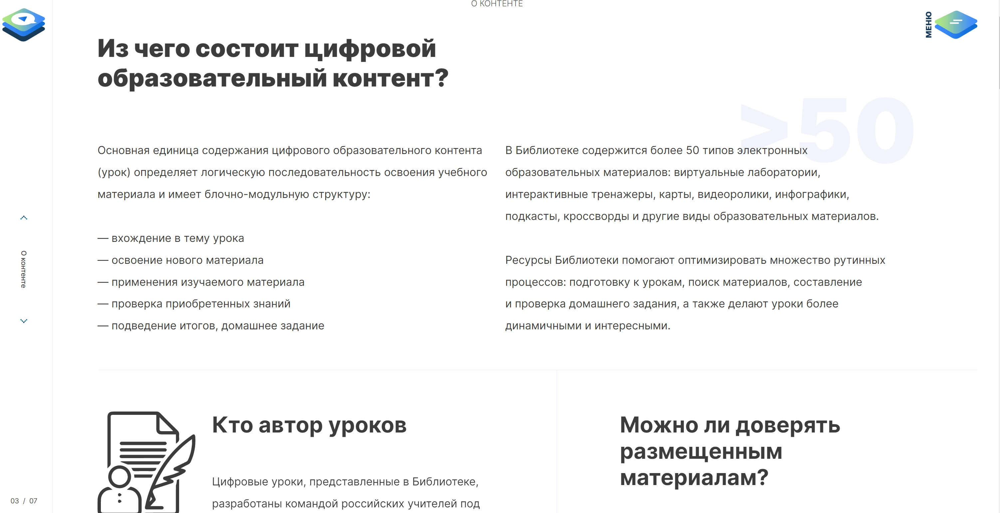 О КОНТЕНТЕ
МЕНЮ
Из чего состоит цифровой
образовательный контент?
>50
Основная единица содержания цифрового образовательного контента
(урок) определяет логическую последовательность освоения учебного
материала и имеет блочно-модульную структуру:
— вхождение в тему урока
— освоение нового материала
— применения изучаемого материала
— проверка приобретенных знаний
— подведение итогов, домашнее задание
В Библиотеке содержится более 50 типов электронных
образовательных материалов: виртуальные лаборатории,
интерактивные тренажеры, карты, видеоролики, инфографики,
подкасты, кроссворды и другие виды образовательных материалов.
Ресурсы Библиотеки помогают оптимизировать множество рутинных
процессов: подготовку к урокам, поиск материалов, составление
и проверка домашнего задания, а также делают уроки более
динамичными и интересными.
О контенте
Кто автор уроков
Цифровые уроки, представленные в Библиотеке,
разработаны командой российских учителей под
Можно ли доверять
размещенным
материалам?
03 / 07